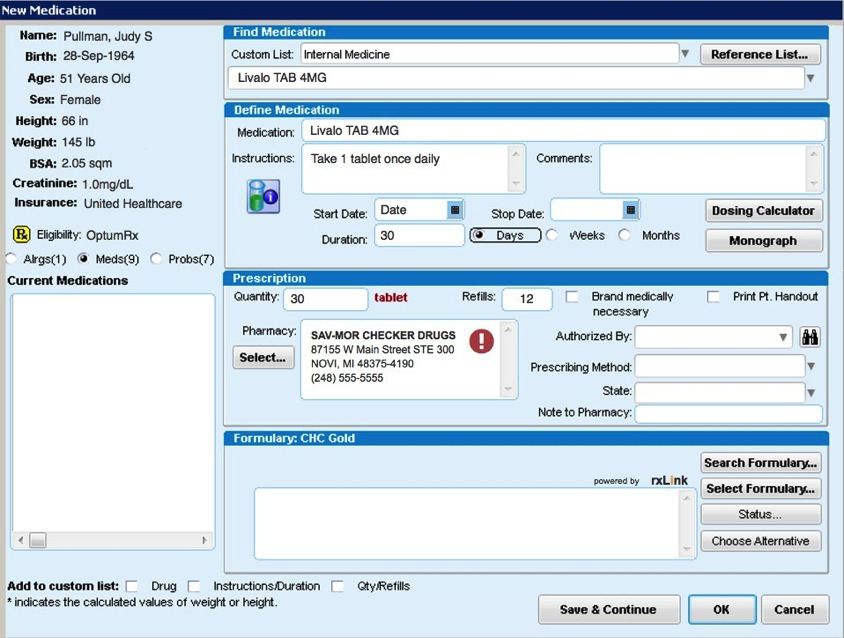 New Medication
Name: Pullman, Judy S
Birth: 28-Sep-1964
Age: 51 Years Old
Sex: Female
Height: 66 in
Weight: 145 lb
BSA: 2.05 sqm
Creatinine: 1.0mg/dL
Insurance: United Healthcare
Rx Eligibility: OptumRx
Alrgs(1) Meds(9) Probs(7)
Current Medications
Find Medication
Custom List: Internal Medicine
Reference List...
Livalo TAB 4MG
Define Medication
Medication: Livalo TAB 4MG
Instructions: Take 1 tablet once daily
Comments:
Start Date: Date
Stop Date:
Dosing Calculator
Duration: 30 Days Weeks Months
Monograph
Prescription
Quantity: 30 tablet
Refills: 12
Brand medically
necessary
Print Pt. Handout
Pharmacy:
Select...
SAV-MOR CHECKER DRUGS
87155 W Main Street STE 300
NOVI, MI 48375-4190
(248) 555-5555
!
Authorized By:
Prescribing Method:
State:
Note to Pharmacy:
Formulary: CHC Gold
powered by rxLink
Search Formulary...
Select Formulary...
Status...
Choose Alternative
Add to custom list: Drug Instructions/Duration Qty/Refills
* indicates the calculated values of weight or height.
Save & Continue
OK
Cancel